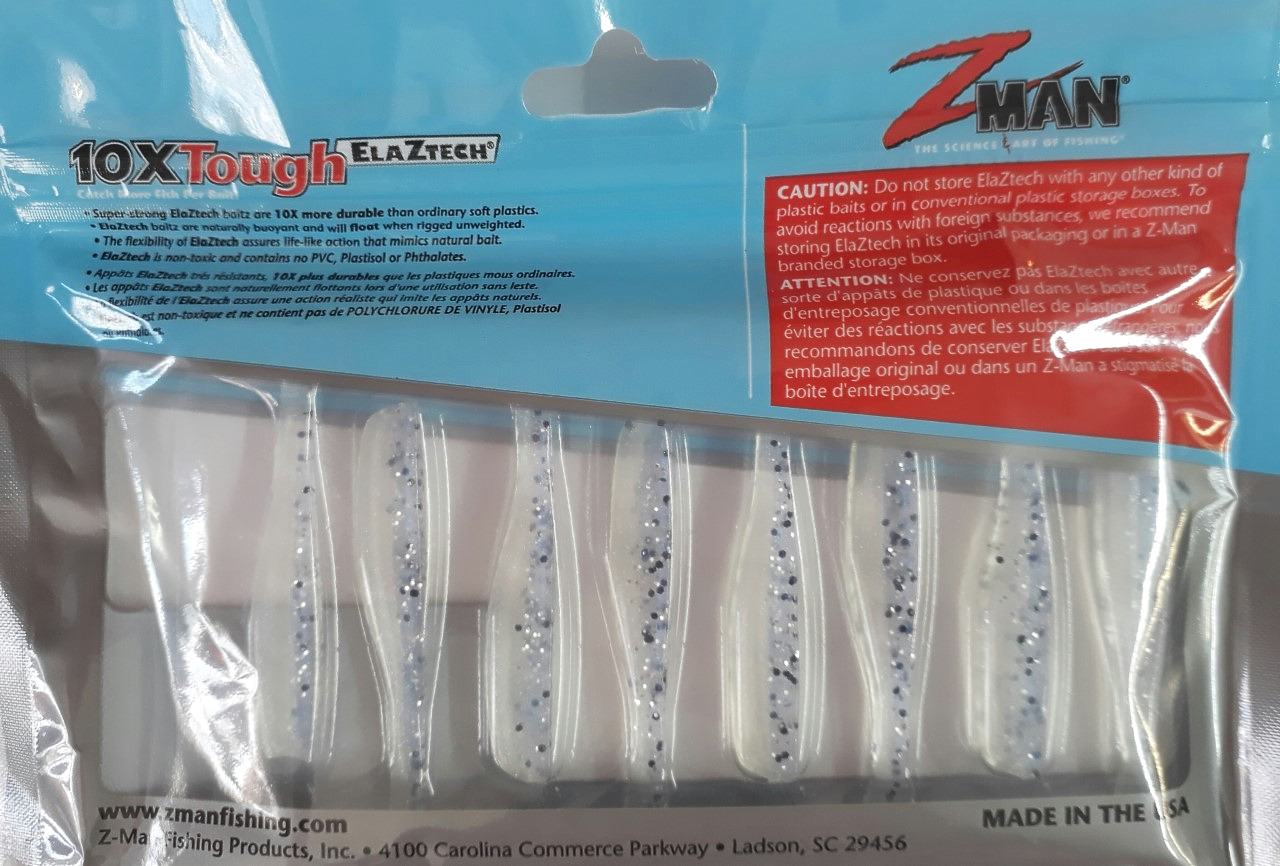 10XTough ElaZtech®
Catch More Fish Per Bait!
• Super-strong ElaZtech baitz are 10X more durable than ordinary soft plastics.
• ElaZtech baitz are naturally buoyant and will float when rigged unweighted.
• The flexibility of ElaZtech assures life-like action that mimics natural bait.
• ElaZtech is non-toxic and contains no PVC, Plastisol or Phthalates.
• Appâts ElaZtech trés résistants, 10X plus durables que les plastiques mous ordinaires.
• Les appâts ElaZtech sont naturellement flottants lors d'une utilisation sans leste.
flexibilité de l'ElaZtech assure une action réaliste qui imite les appâts naturels.
est non-toxique et ne contient pas de POLYCHLORURE DE VINYLE, Plastisol
ZMAN®
THE SCIENCE & ART OF FISHING
CAUTION: Do not store ElaZtech with any other kind of
plastic baits or in conventional plastic storage boxes. To
avoid reactions with foreign substances, we recommend
storing ElaZtech in its original packaging or in a Z-Man
branded storage box.
ATTENTION: Ne conservez pas ElaZtech avec autre
sorte d'appâts de plastique ou dans les boîtes
d'entreposage conventionnelles de plastique. Pour
éviter des réactions avec les
recommandons de conserver
emballage original ou dans un Z-Man a stigmatisé la
boîte d'entreposage.
www.zmanfishing.com
Z-Man Fishing Products, Inc. • 4100 Carolina Commerce Parkway • Ladson, SC 29456
MADE IN THE USA